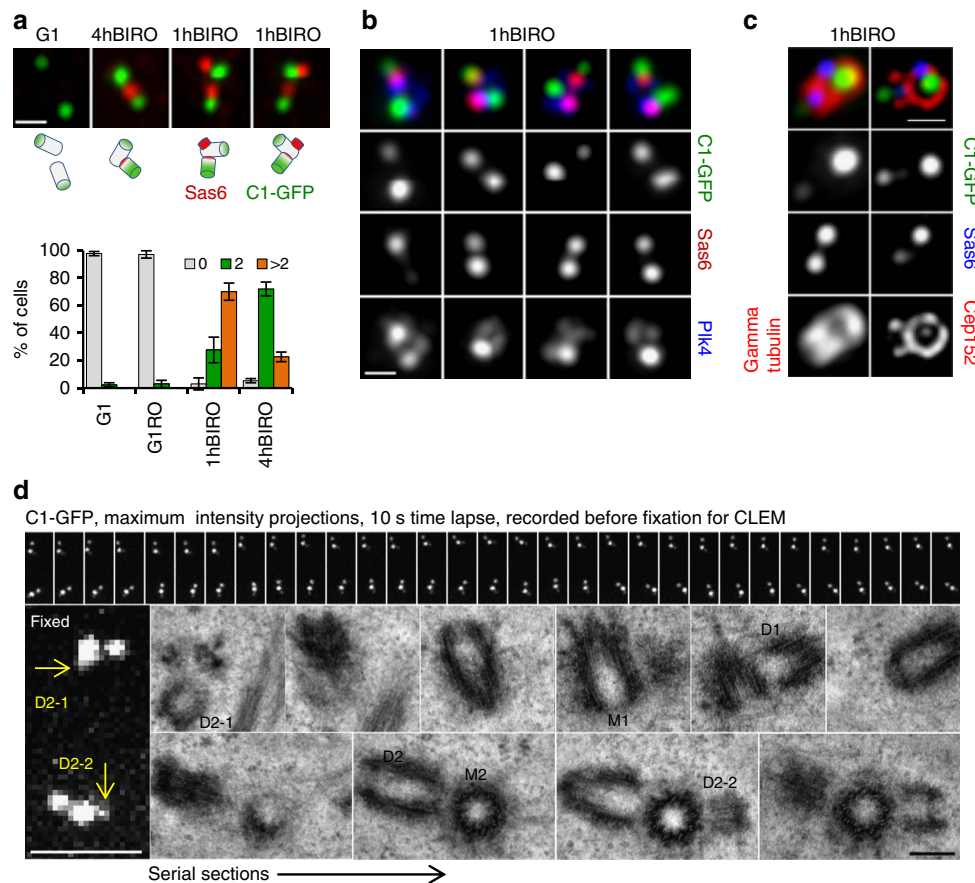 a
G1 4hBIRO 1hBIRO 1hBIRO
Sas6 C1-GFP
100
80
60
40
20
0
% of cells
0 2 >2
G1
G1RO
1hBIRO
4hBIRO
b
1hBIRO
C1-GFP
Sas6
Plk4
c
1hBIRO
C1-GFP
Sas6
Gamma
tubulin
Cep152
d
C1-GFP, maximum intensity projections, 10 s time lapse, recorded before fixation for CLEM
Fixed
D2-1
D2-1
M1
D1
D2-2
D2
M2
D2-2
Serial sections